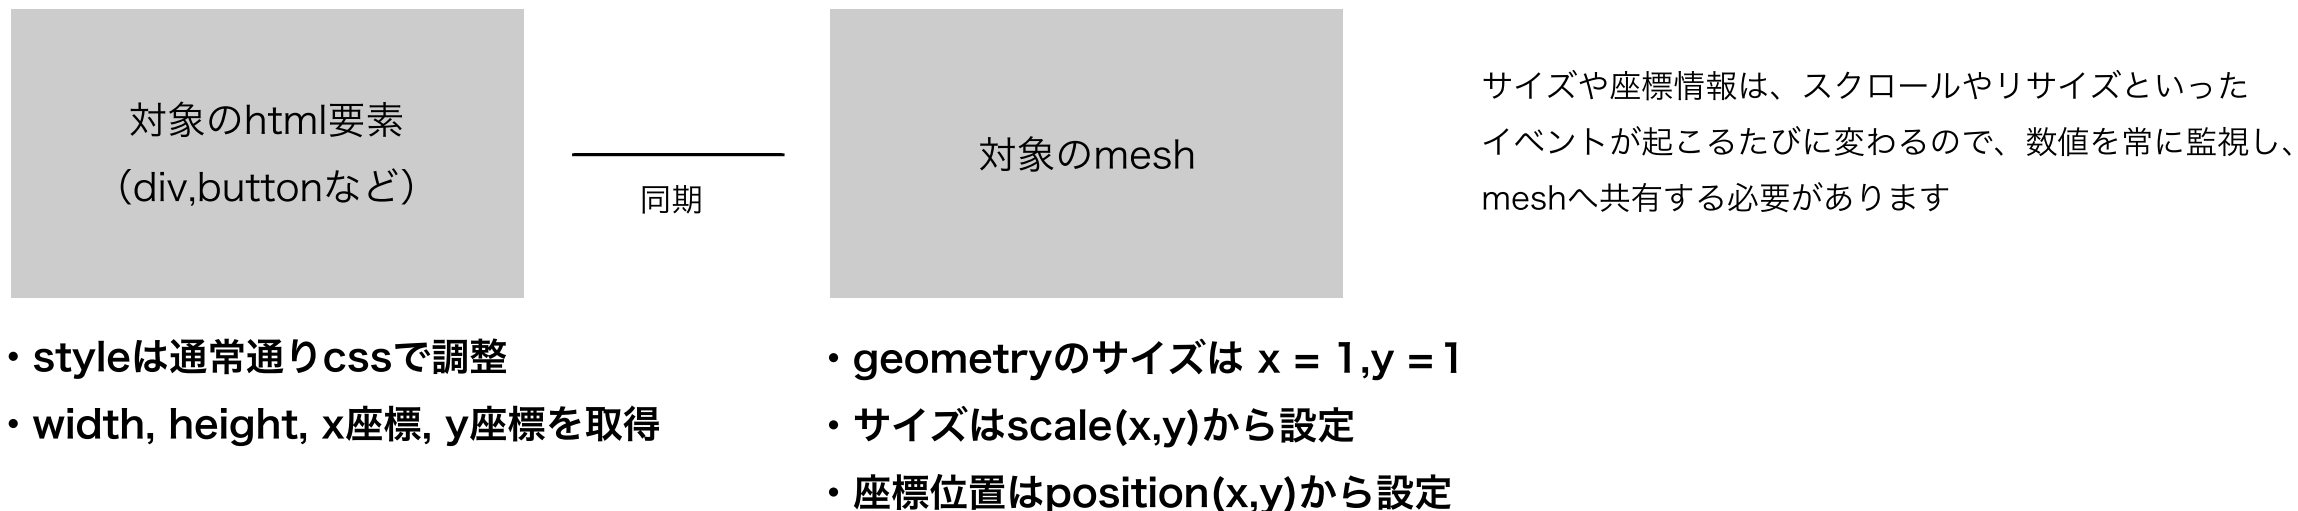 対象のhtml要素
（div,buttonなど）
同期
対象のmesh
サイズや座標情報は、スクロールやリサイズといった
イベントが起こるたびに変わるので、数値を常に監視し、
meshへ共有する必要があります
・styleは通常通りcssで調整
・width, height, x座標, y座標を取得
・geometryのサイズは x = 1,y =1
・サイズはscale(x,y)から設定
・座標位置はposition(x,y)から設定